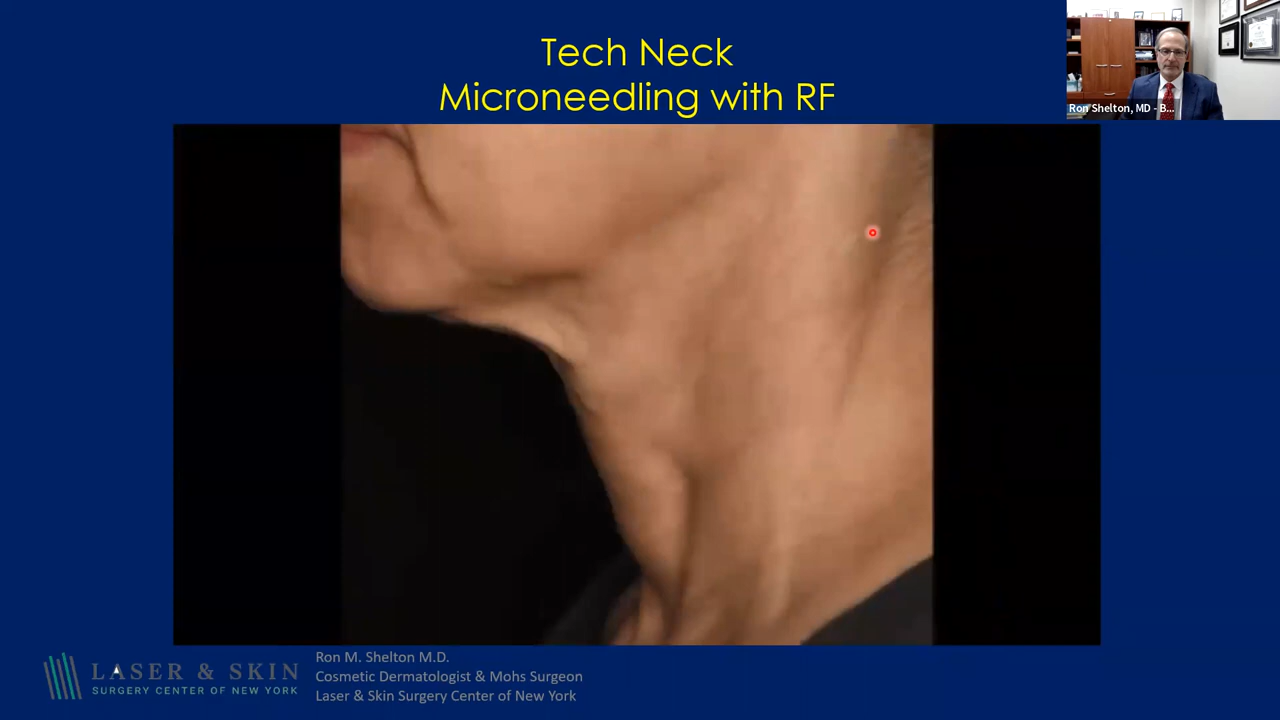 Tech Neck
Microneedling with RF
Ron Shelton, MD - B...
LASER & SKIN
SURGERY CENTER OF NEW YORK
Ron M. Shelton M.D.
Cosmetic Dermatologist & Mohs Surgeon
Laser & Skin Surgery Center of New York